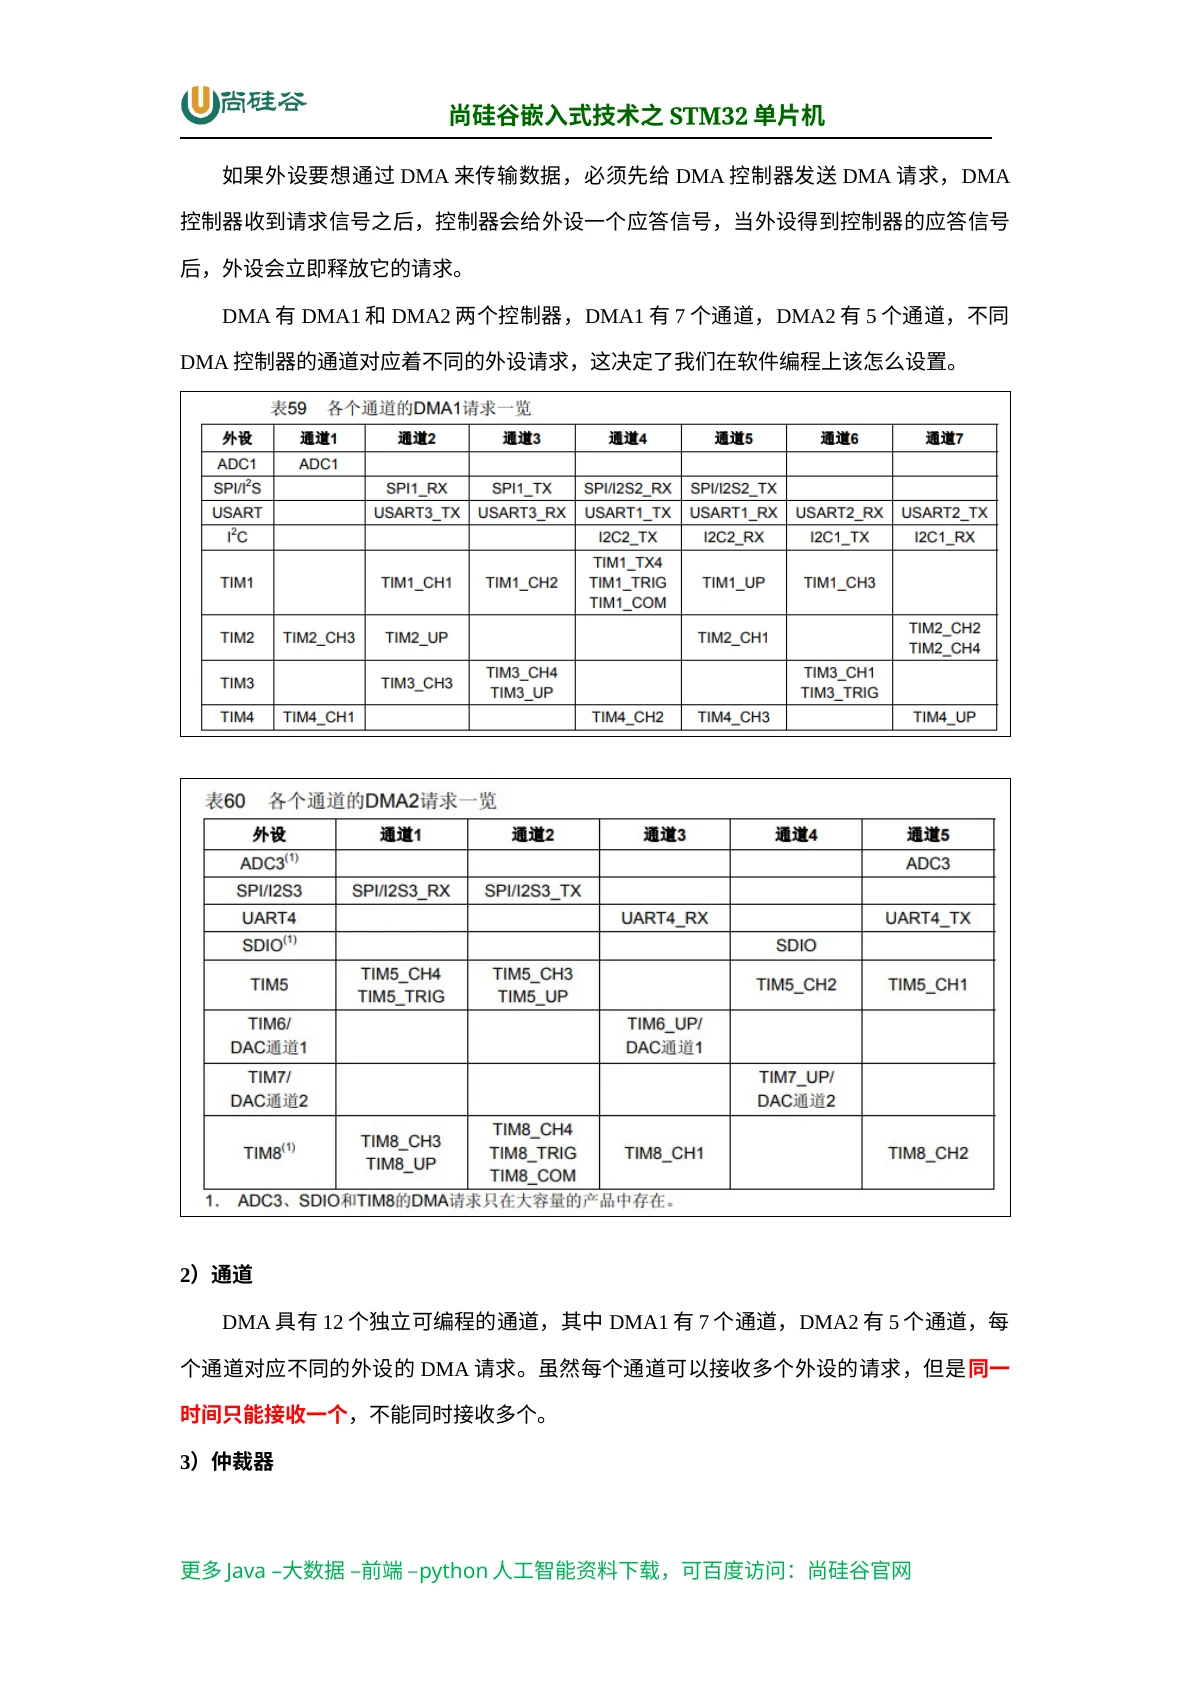 尚硅谷
尚硅谷嵌入式技术之 STM32 单片机
如果外设要想通过 DMA 来传输数据，必须先给 DMA 控制器发送 DMA 请求，DMA
控制器收到请求信号之后，控制器会给外设一个应答信号，当外设得到控制器的应答信号
后，外设会立即释放它的请求。
DMA 有 DMA1 和 DMA2 两个控制器，DMA1 有 7 个通道，DMA2 有 5 个通道，不同
DMA 控制器的通道对应着不同的外设请求，这决定了我们在软件编程上该怎么设置。
表59 各个通道的DMA1请求一览
外设 通道1 通道2 通道3 通道4 通道5 通道6 通道7
ADC1 ADC1
SPI/I²S SPI1_RX SPI1_TX SPI/I2S2_RX SPI/I2S2_TX
USART USART3_TX USART3_RX USART1_TX USART1_RX USART2_RX USART2_TX
I²C I2C2_TX I2C2_RX I2C1_TX I2C1_RX
TIM1 TIM1_CH1 TIM1_CH2 TIM1_TX4 TIM1_TRIG TIM1_COM TIM1_UP TIM1_CH3
TIM2 TIM2_CH3 TIM2_UP TIM2_CH1 TIM2_CH2 TIM2_CH4
TIM3 TIM3_CH3 TIM3_CH4 TIM3_UP TIM3_CH1 TIM3_TRIG
TIM4 TIM4_CH1 TIM4_CH2 TIM4_CH3 TIM4_UP
表60 各个通道的DMA2请求一览
外设 通道1 通道2 通道3 通道4 通道5
ADC3(1) ADC3
SPI/I2S3 SPI/I2S3_RX SPI/I2S3_TX
UART4 UART4_RX UART4_TX
SDIO(1) SDIO
TIM5 TIM5_CH4 TIM5_TRIG TIM5_CH3 TIM5_UP TIM5_CH2 TIM5_CH1
TIM6/ DAC通道1 TIM6_UP/ DAC通道1
TIM7/ DAC通道2 TIM7_UP/ DAC通道2
TIM8(1) TIM8_CH3 TIM8_UP TIM8_CH4 TIM8_TRIG TIM8_COM TIM8_CH1 TIM8_CH2
1. ADC3、SDIO和TIM8的DMA请求只在大容量的产品中存在。
2）通道
DMA 具有 12 个独立可编程的通道，其中 DMA1 有 7 个通道，DMA2 有 5 个通道，每
个通道对应不同的外设的 DMA 请求。虽然每个通道可以接收多个外设的请求，但是同一
时间只能接收一个，不能同时接收多个。
3）仲裁器
更多 Java –大数据 –前端 –python 人工智能资料下载，可百度访问：尚硅谷官网